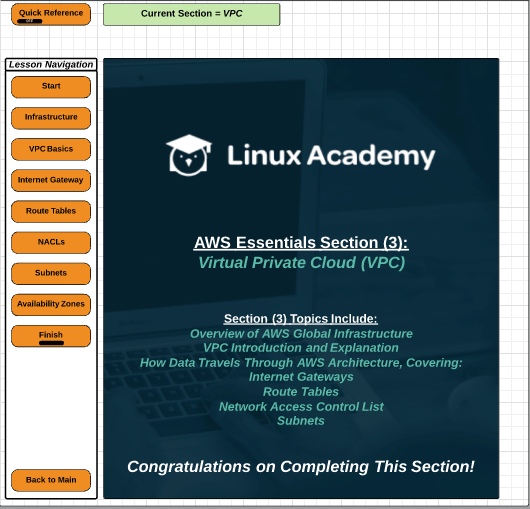 Quick Reference
OFF
Current Section = VPC
Lesson Navigation
Start
Infrastructure
VPC Basics
Internet Gateway
Route Tables
NACLs
Subnets
Availability Zones
Finish
Back to Main
Linux Academy
AWS Essentials Section (3):
Virtual Private Cloud (VPC)
Section (3) Topics Include:
Overview of AWS Global Infrastructure
VPC Introduction and Explanation
How Data Travels Through AWS Architecture, Covering:
Internet Gateways
Route Tables
Network Access Control List
Subnets
Congratulations on Completing This Section!